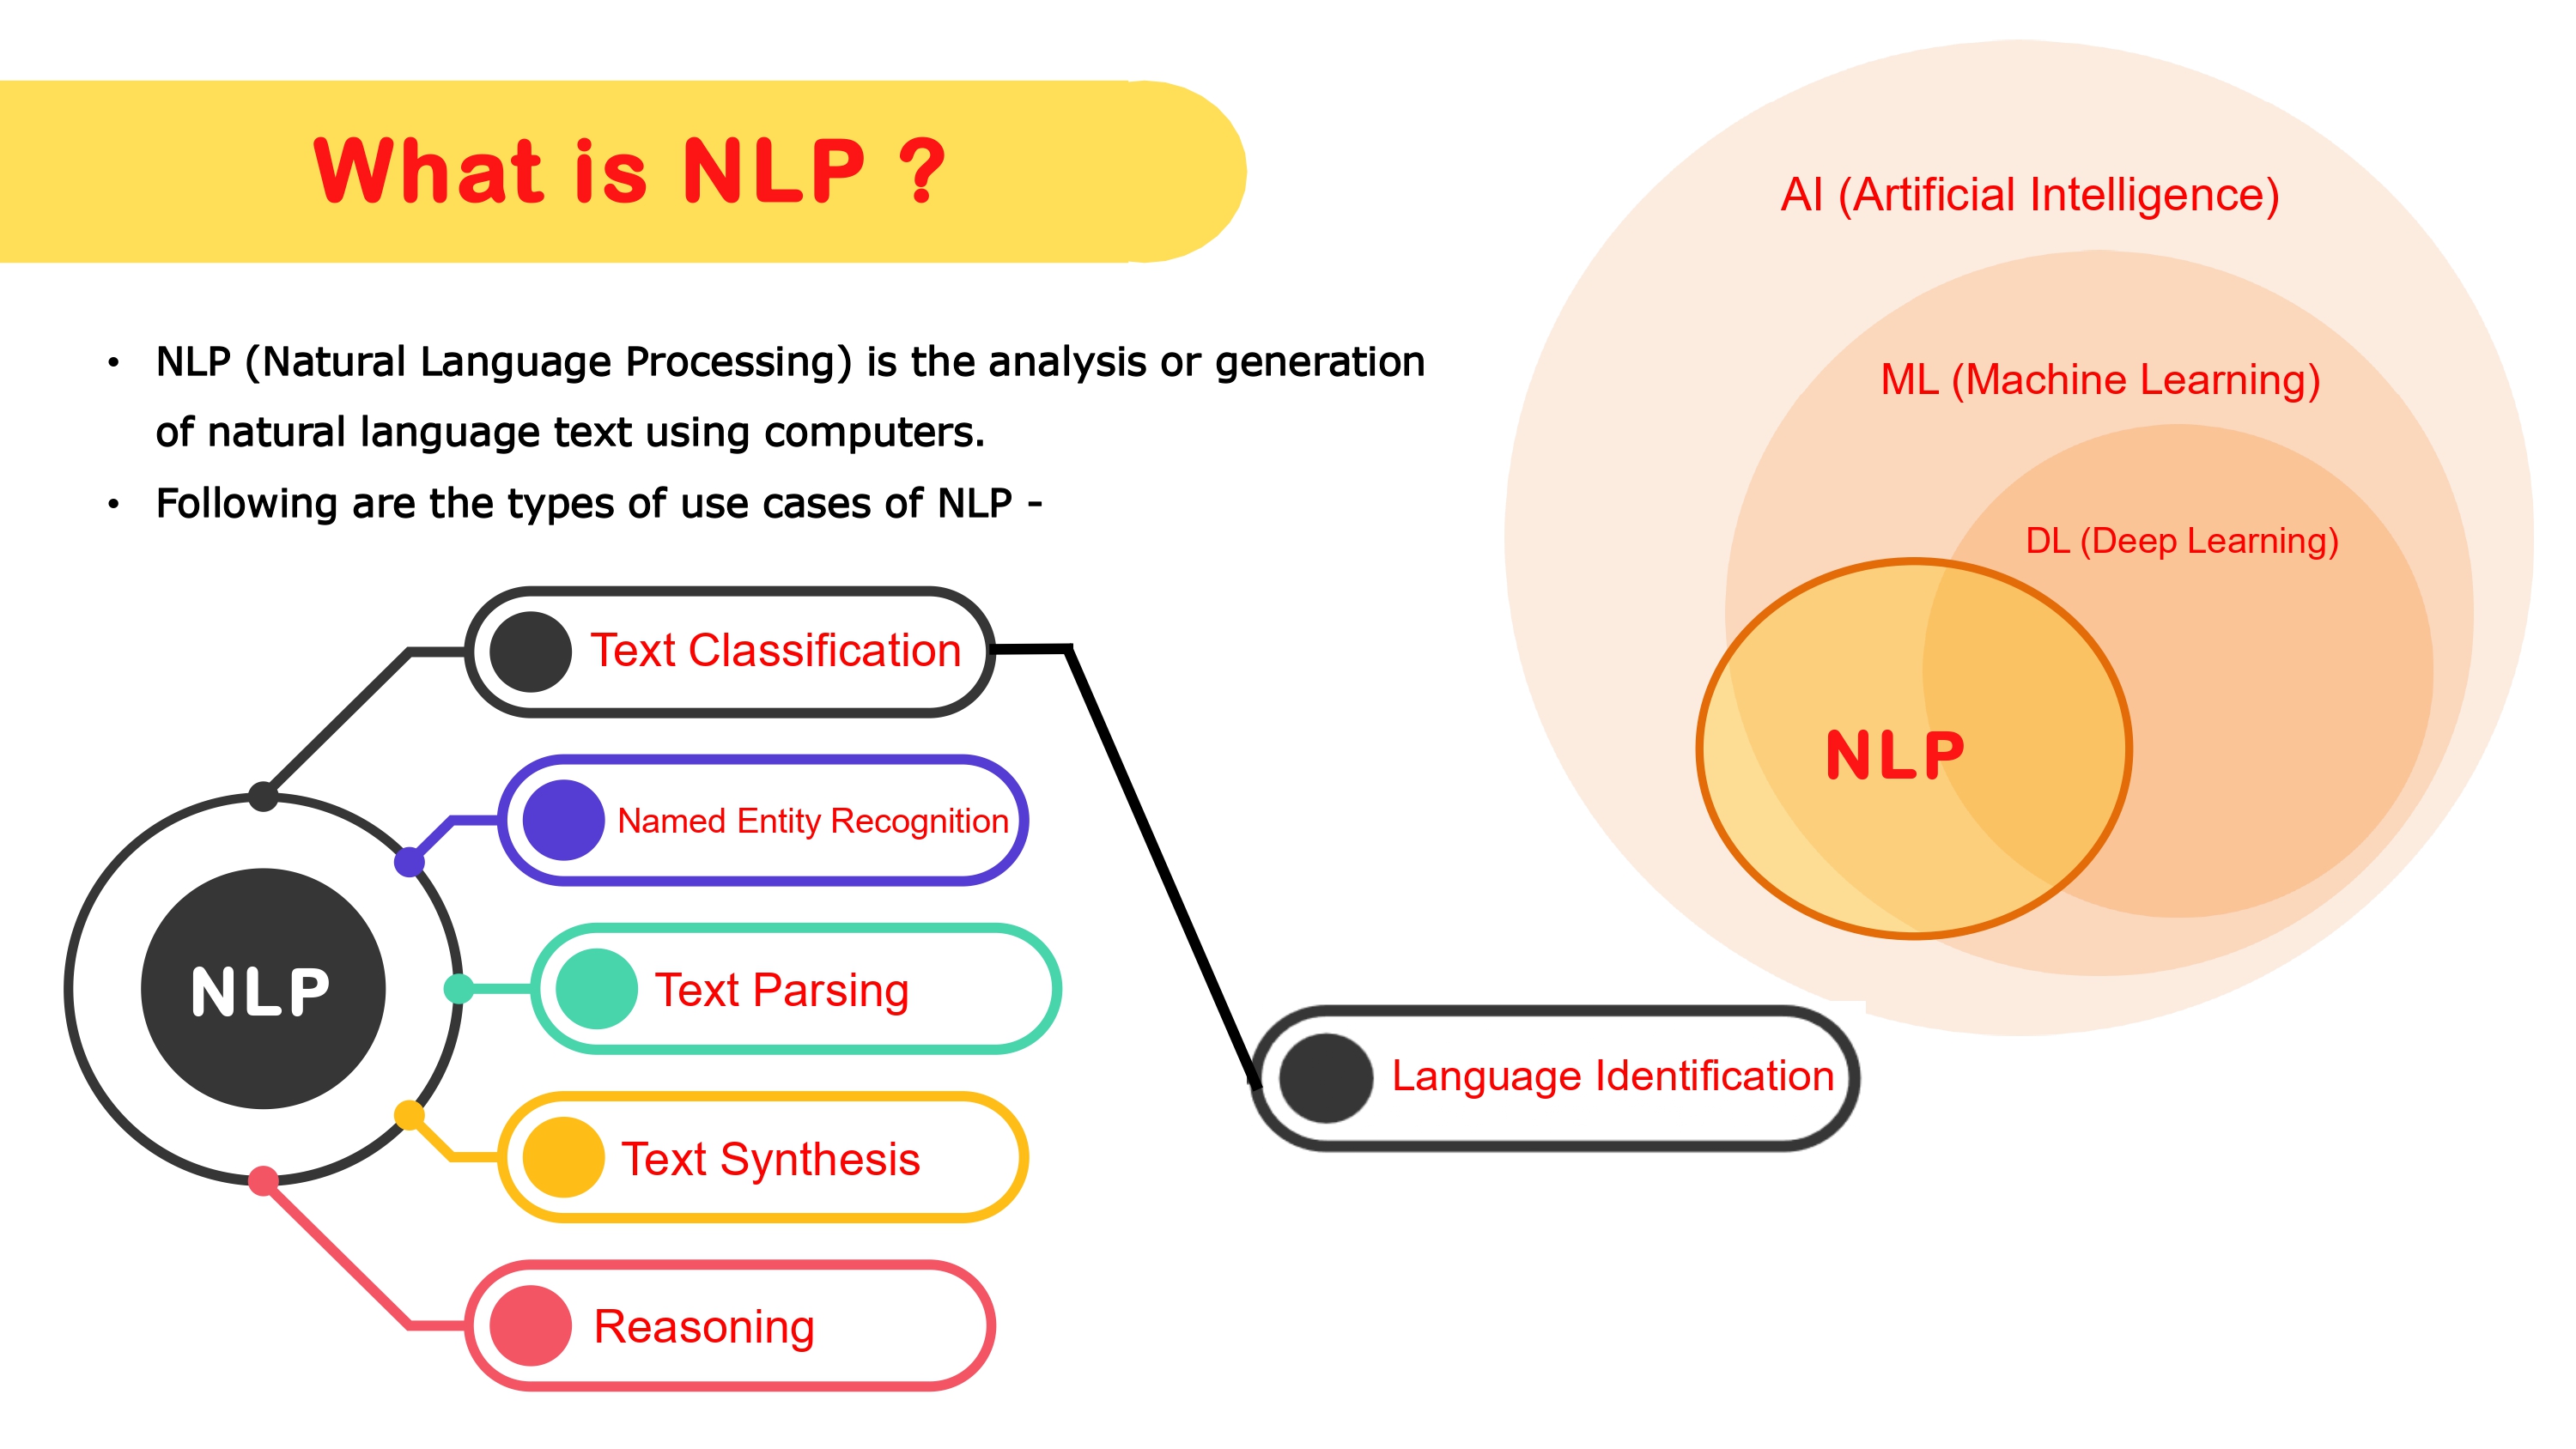 What is NLP ?
• NLP (Natural Language Processing) is the analysis or generation
of natural language text using computers.
• Following are the types of use cases of NLP -
AI (Artificial Intelligence)
ML (Machine Learning)
DL (Deep Learning)
NLP
NLP
Text Classification
Named Entity Recognition
Text Parsing
Text Synthesis
Reasoning
Language Identification